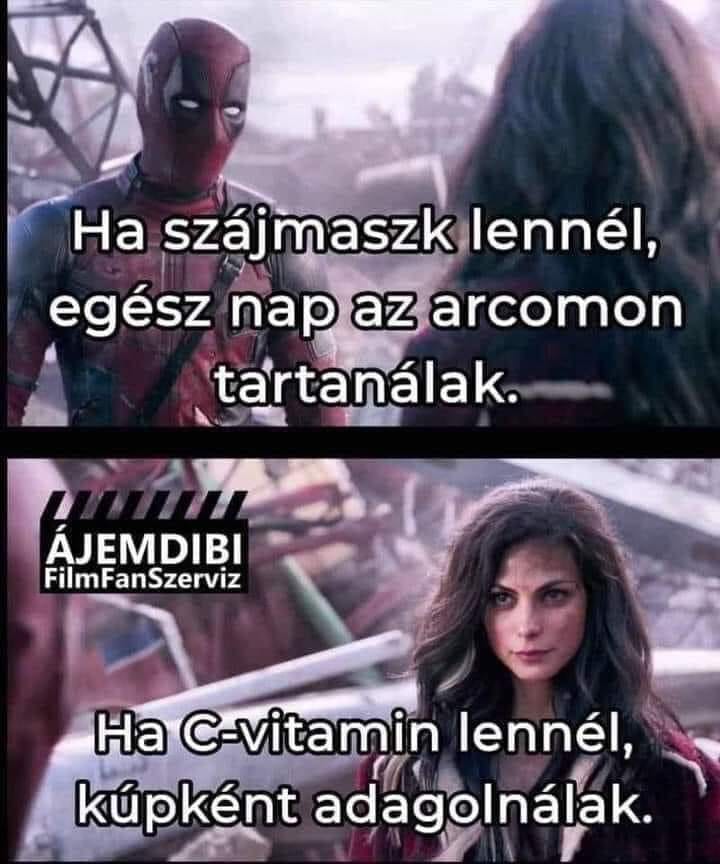 Ha szájmaszk lennél,
egész nap az arcomon
tartanálak.
ÁJEMDIBI
FilmFanSzerviz
Ha C-vitamin lennél,
kúpként adagolnálak.